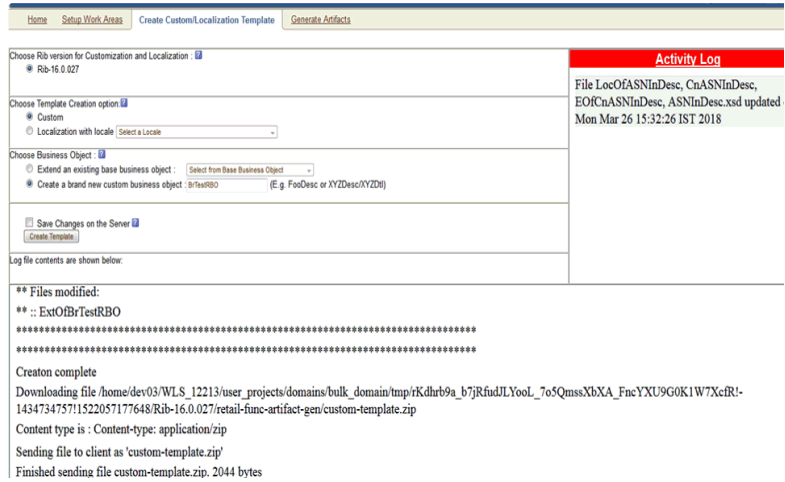 Home Setup Work Areas Create Custom/Localization Template Generate Artifacts
Choose Rib version for Customization and Localization :
Rib-16.0.027
Choose Template Creation option:
Custom
Localization with locale Select a Locale
Choose Business Object :
Extend an existing base business object : Select from Base Business Object
Create a brand new custom business object : BrTestRBO (E.g. FooDesc or XYZDesc/XYZDtl)
Save Changes on the Server
Create Template
Log file contents are shown below:
Activity Log
File LocOfASNInDesc, CnASNInDesc,
EOfCnASNInDesc, ASNInDesc.xsd updated
Mon Mar 26 15:32:26 IST 2018
** Files modified:
** :: ExtOfBrTestRBO
********************************************************************************
********************************************************************************
Creaton complete
Downloading file /home/dev03/WLS_12213/user_projects/domains/bulk_domain/tmp/rKdhrb9a_b7jRfudJLYooL_7o5QmssXbXA_FncYXU9G0K1W7XcfR!-
1434734757!1522057177648/Rib-16.0.027/retail-func-artifact-gen/custom-template.zip
Content type is : Content-type: application/zip
Sending file to client as 'custom-template.zip'
Finished sending file custom-template.zip. 2044 bytes